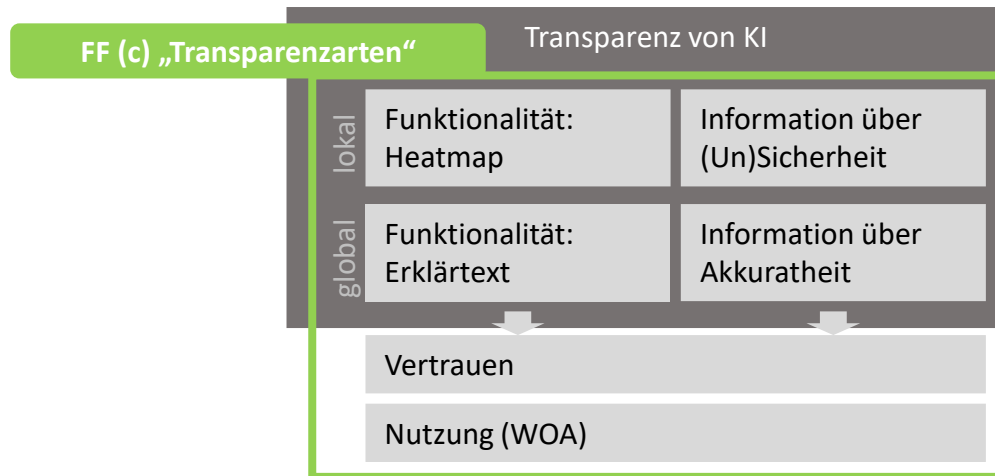 Transparenz von KI
FF (c) „Transparenzarten“
lokal
Funktionalität:
Heatmap
Information über
(Un)Sicherheit
global
Funktionalität:
Erklärtext
Information über
Akkuratheit
Vertrauen
Nutzung (WOA)